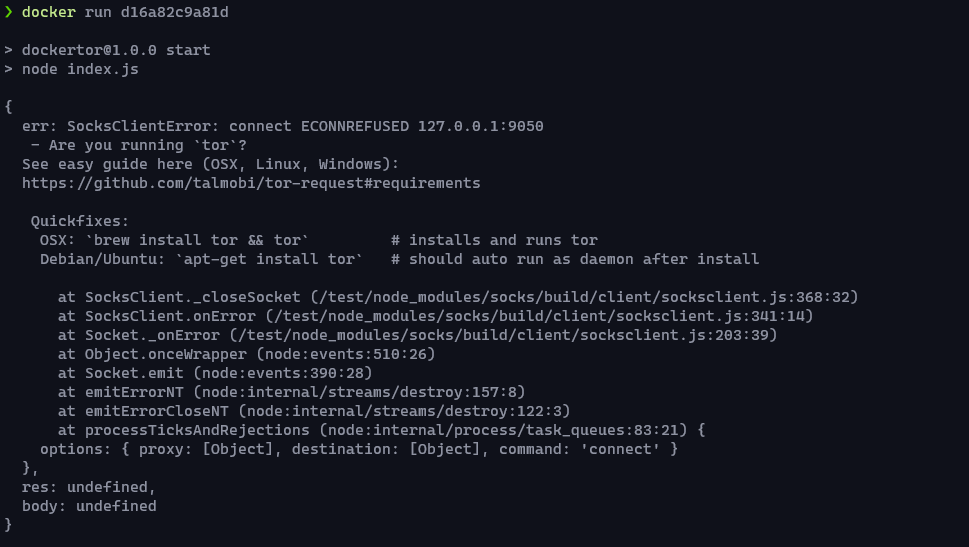 ❯ docker run d16a82c9a81d

> dockertor@1.0.0 start
> node index.js

{
  err: SocksClientError: connect ECONNREFUSED 127.0.0.1:9050
   - Are you running `tor`?
  See easy guide here (OSX, Linux, Windows):
  https://github.com/talmobi/tor-request#requirements

   Quickfixes:
    OSX: `brew install tor && tor`         # installs and runs tor
    Debian/Ubuntu: `apt-get install tor`   # should auto run as daemon after install

      at SocksClient._closeSocket (/test/node_modules/socks/build/client/socksclient.js:368:32)
      at SocksClient.onError (/test/node_modules/socks/build/client/socksclient.js:341:14)
      at Socket._onError (/test/node_modules/socks/build/client/socksclient.js:203:39)
      at Object.onceWrapper (node:events:510:26)
      at Socket.emit (node:events:390:28)
      at emitErrorNT (node:internal/streams/destroy:157:8)
      at emitErrorCloseNT (node:internal/streams/destroy:122:3)
      at processTicksAndRejections (node:internal/process/task_queues:83:21) {
    options: { proxy: [Object], destination: [Object], command: 'connect' }
  },
  res: undefined,
  body: undefined
}